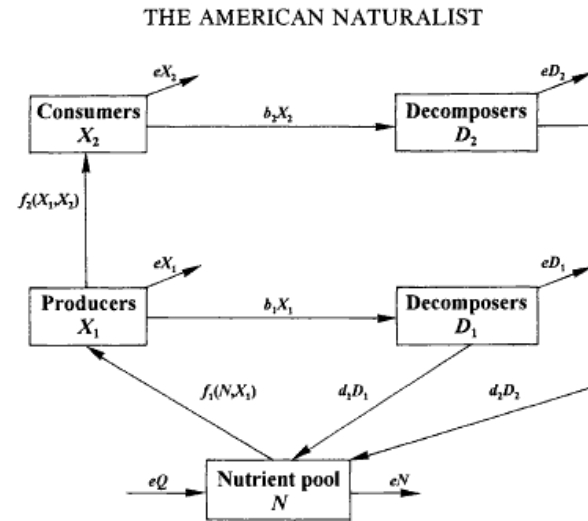 THE AMERICAN NATURALIST
eX₂
eD₂
Consumers
X₂
b₂X₂
Decomposers
D₂
f₂(X₁,X₂)
eX₁
eD₁
Producers
X₁
b₁X₁
Decomposers
D₁
f₁(N,X₁)
d₁D₁
d₂D₂
eQ
Nutrient pool
N
eN